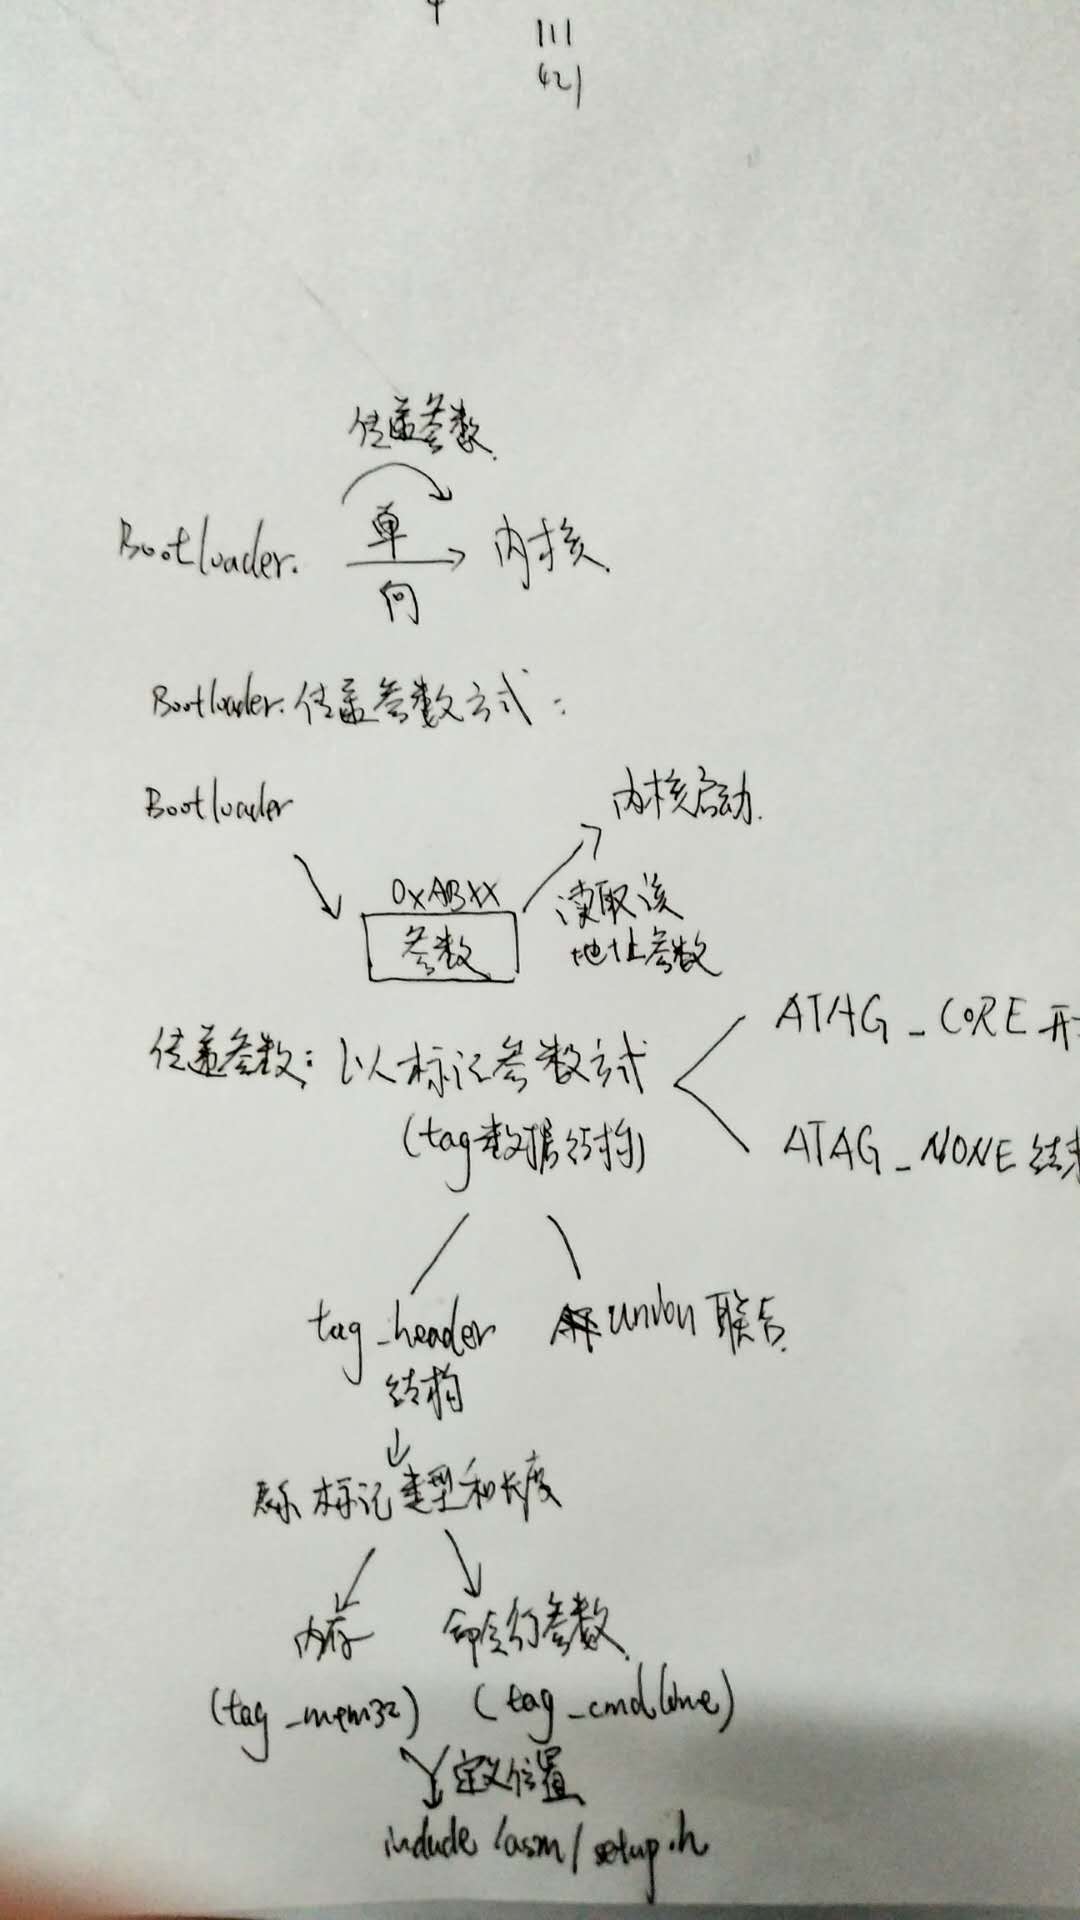 111
421
传递参数.
Bootloader. 单向 内核.
Bootloader. 传递参数方式:
Bootloader
内核启动.
0xABXX
参数
读取该
地址参数
传递参数: 以标记参数方式
(tag数据结构)
ATAG_CORE 开
ATAG_NONE 结束
tag_header
结构
union 联合.
表示标记类型和长度
内存
命令行参数.
(tag_mem32) (tag_cmdline)
定义位置
include/asm/setup.h